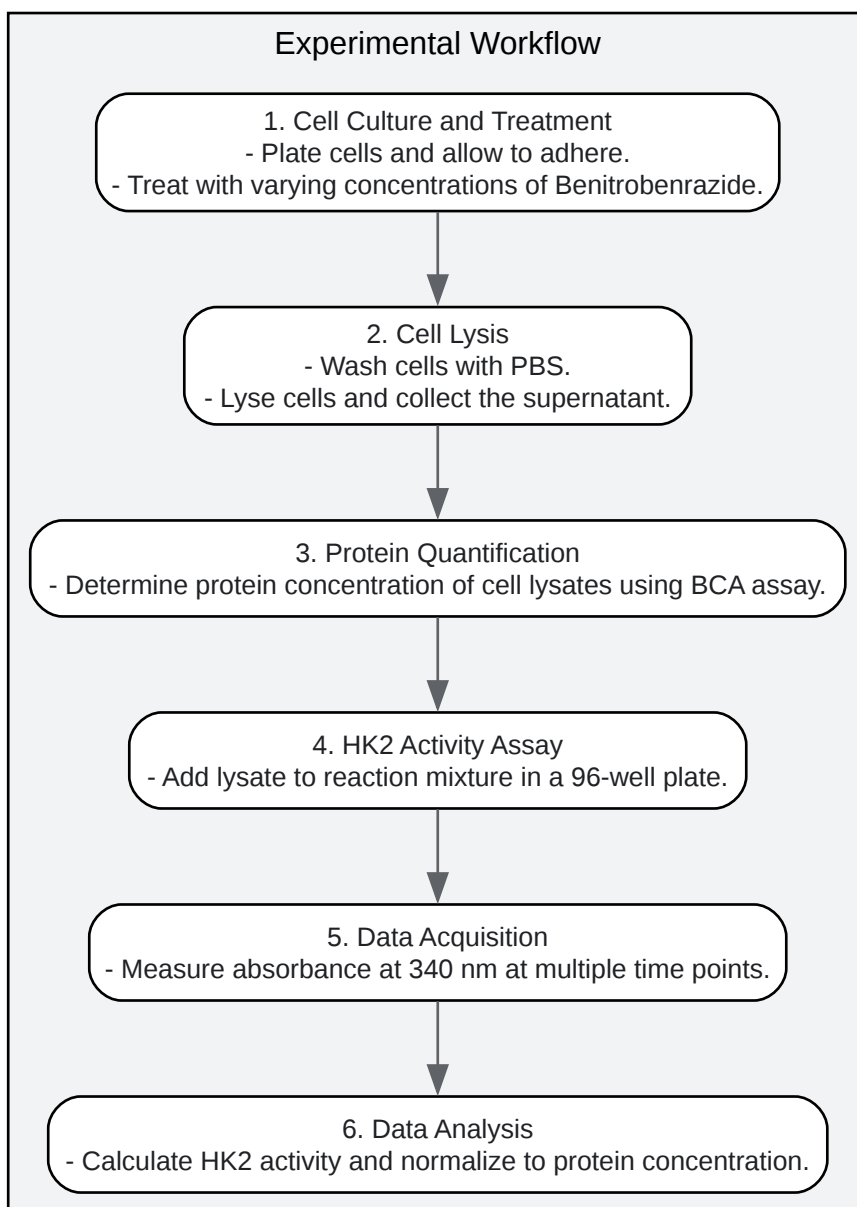 Experimental Workflow
1. Cell Culture and Treatment
- Plate cells and allow to adhere.
- Treat with varying concentrations of Benitrobenrazide.
2. Cell Lysis
- Wash cells with PBS.
- Lyse cells and collect the supernatant.
3. Protein Quantification
- Determine protein concentration of cell lysates using BCA assay.
4. HK2 Activity Assay
- Add lysate to reaction mixture in a 96-well plate.
5. Data Acquisition
- Measure absorbance at 340 nm at multiple time points.
6. Data Analysis
- Calculate HK2 activity and normalize to protein concentration.